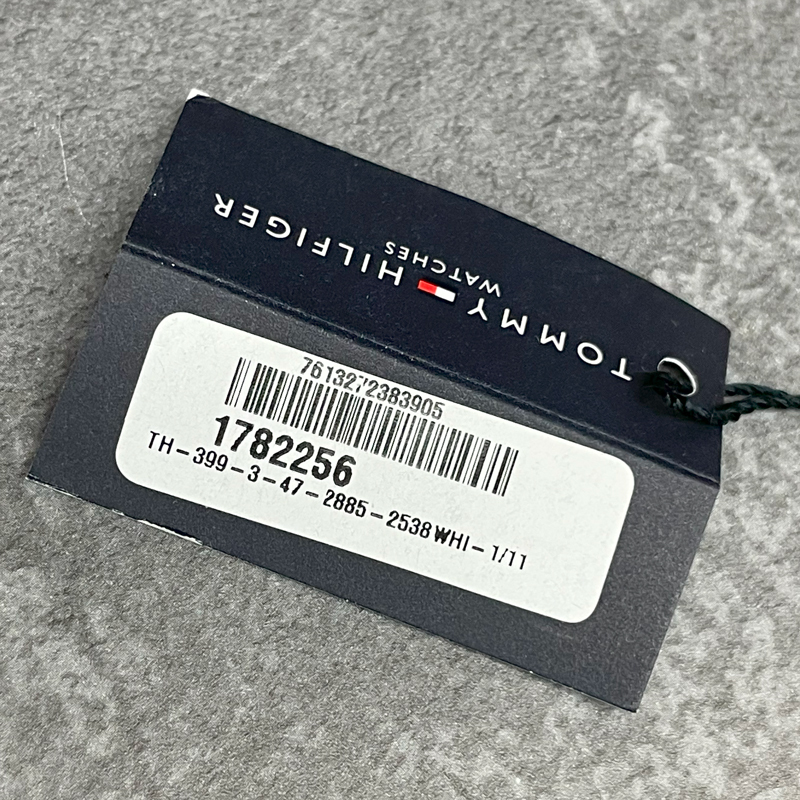 TOMMY HILFIGER
WATCHES
7613272383905
1782256
TH-399-3-47-2885-2538WHI-1/11